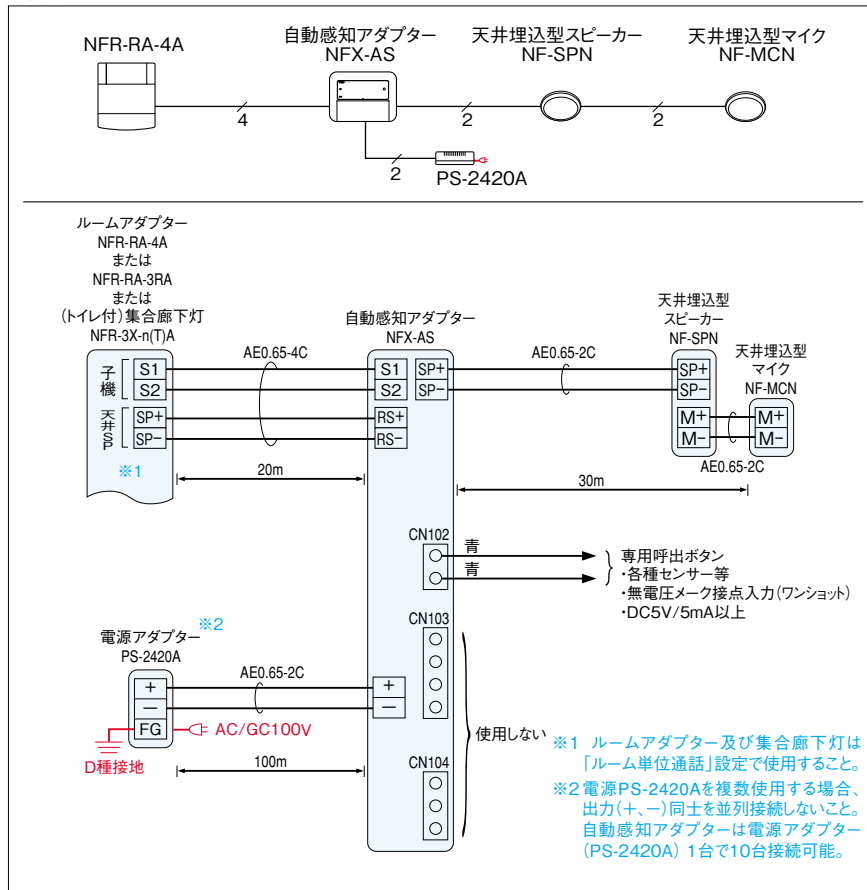 NFR-RA-4A
自動感知アダプター
NFX-AS
天井埋込型スピーカー
NF-SPN
天井埋込型マイク
NF-MCN
4
2
2
2
PS-2420A
ルームアダプター
NFR-RA-4A
または
NFR-RA-3RA
または
(トイレ付)集合廊下灯
NFR-3X-n(T)A
自動感知アダプター
NFX-AS
天井埋込型
スピーカー
NF-SPN
天井埋込型
マイク
NF-MCN
子機
S1
S2
天井SP
SP+
SP−
※1
AE0.65-4C
20m
S1
S2
RS+
RS−
SP+
SP−
AE0.65-2C
SP+
SP−
M+
M−
M+
M−
AE0.65-2C
30m
CN102
青
青
専用呼出ボタン
・各種センサー等
・無電圧メーク接点入力(ワンショット)
・DC5V/5mA以上
CN103
使用しない
CN104
電源アダプター
※2
PS-2420A
+
−
FG
AE0.65-2C
+
−
AC/GC100V
D種接地
100m
※1 ルームアダプター及び集合廊下灯は
「ルーム単位通話」設定で使用すること。
※2 電源PS-2420Aを複数使用する場合、
出力(+、−)同士を並列接続しないこと。
自動感知アダプターは電源アダプター
(PS-2420A) 1台で10台接続可能。